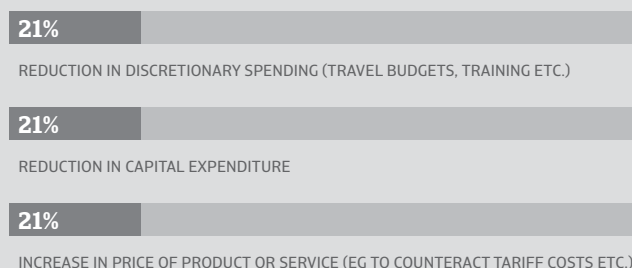 21%
REDUCTION IN DISCRETIONARY SPENDING (TRAVEL BUDGETS, TRAINING ETC.)
21%
REDUCTION IN CAPITAL EXPENDITURE
21%
INCREASE IN PRICE OF PRODUCT OR SERVICE (EG TO COUNTERACT TARIFF COSTS ETC.)